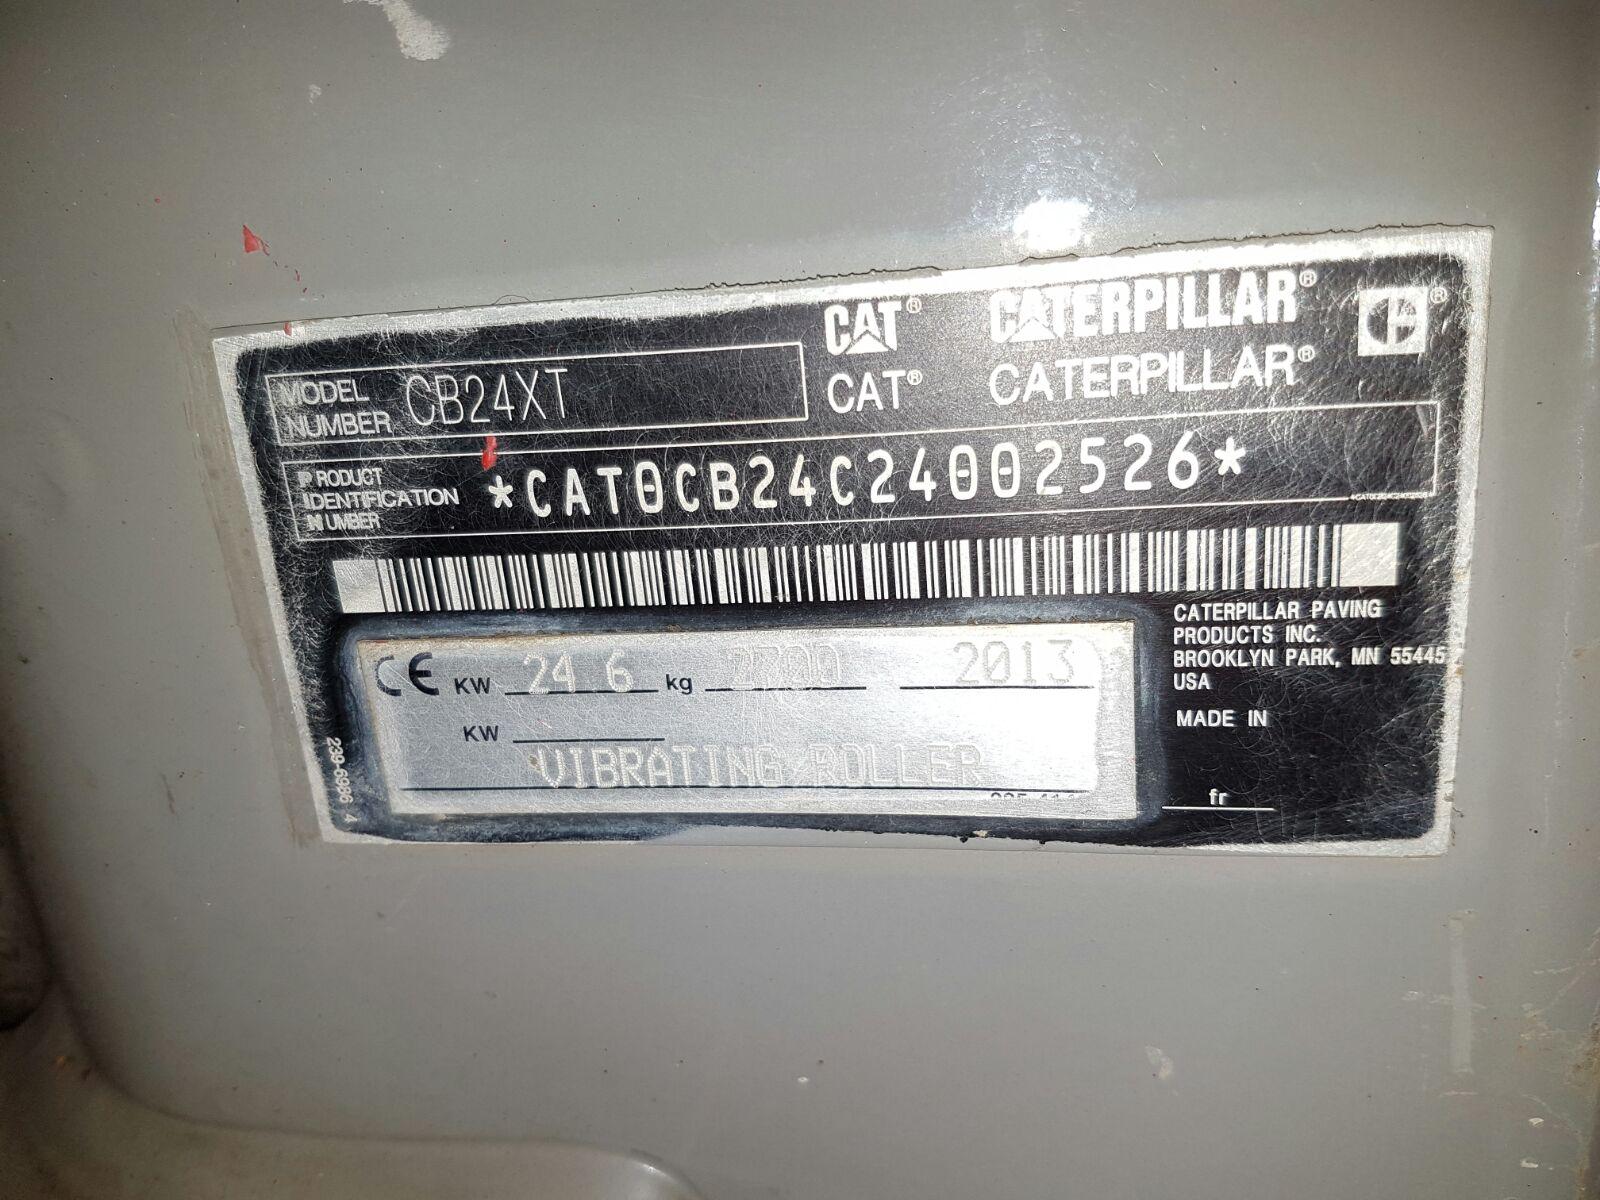 CAT® CATERPILLAR®
CAT® CATERPILLAR®
MODEL NUMBER CB24XT
PRODUCT IDENTIFICATION NUMBER *CAT0CB24C24002526*
CE KW 24 6 kg 2700 2013
KW
VIBRATING ROLLER
CATERPILLAR PAVING
PRODUCTS INC.
BROOKLYN PARK, MN 55445
USA
MADE IN
fr
239-6986 4